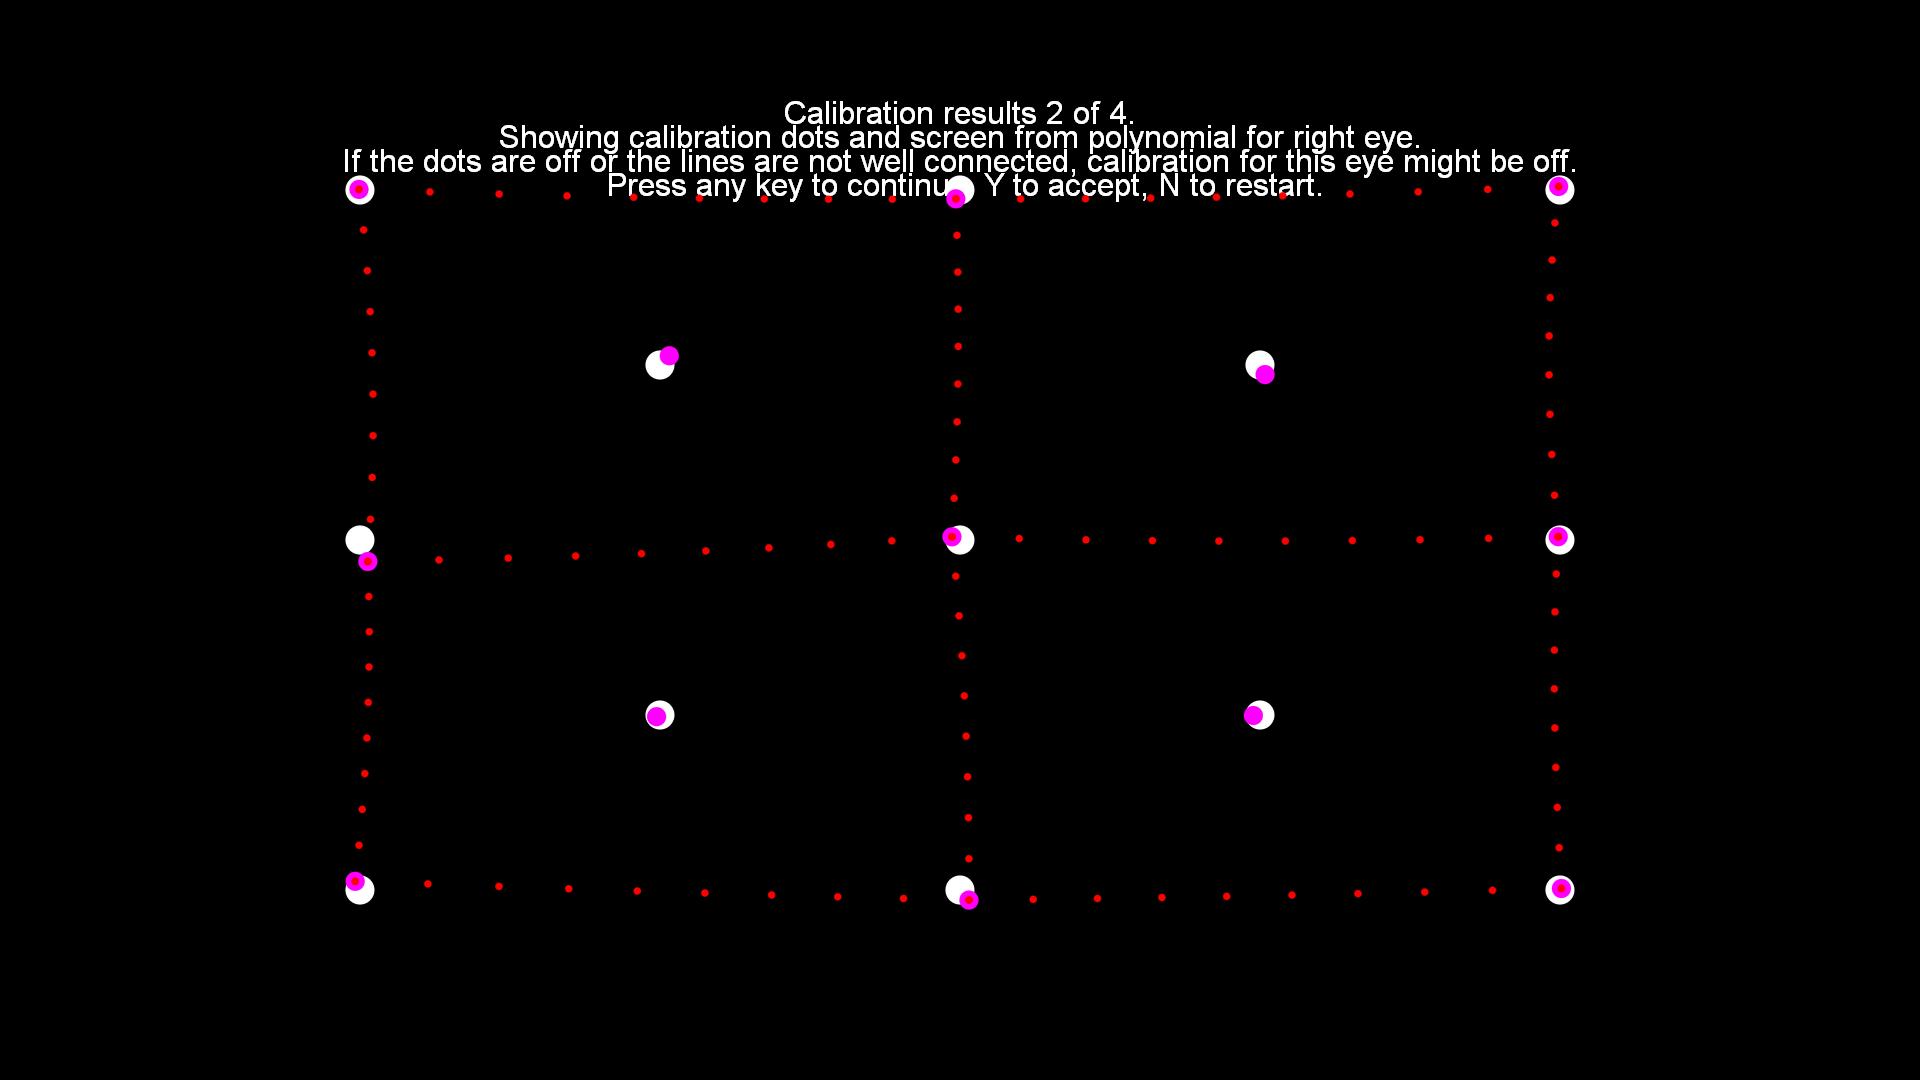 Calibration results 2 of 4.
Showing calibration dots and screen from polynomial for right eye.
If the dots are off or the lines are not well connected, calibration for this eye might be off.
Press any key to continue, Y to accept, N to restart.